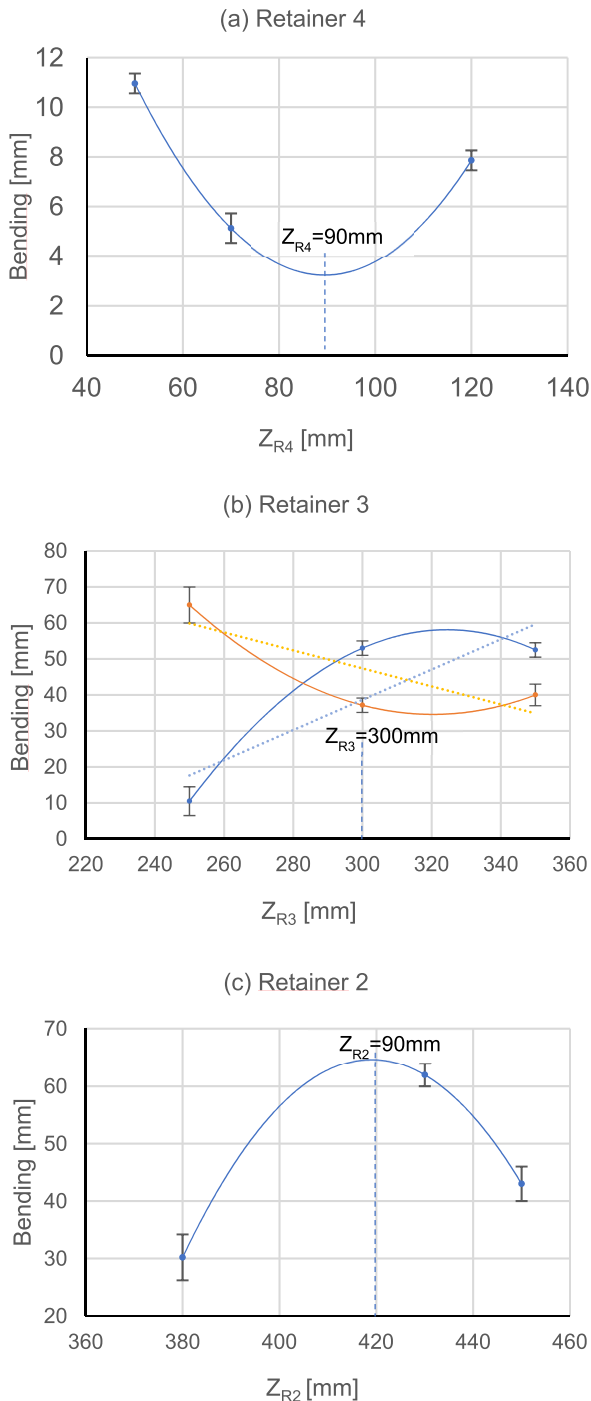 (a) Retainer 4
12
10
8
6
4
2
0
Bending [mm]
Z_R4=90mm
40 60 80 100 120 140
Z_R4 [mm]
(b) Retainer 3
80
70
60
50
40
30
20
10
0
Bending [mm]
Z_R3=300mm
220 240 260 280 300 320 340 360
Z_R3 [mm]
(c) Retainer 2
70
60
50
40
30
20
Bending [mm]
Z_R2=90mm
360 380 400 420 440 460
Z_R2 [mm]